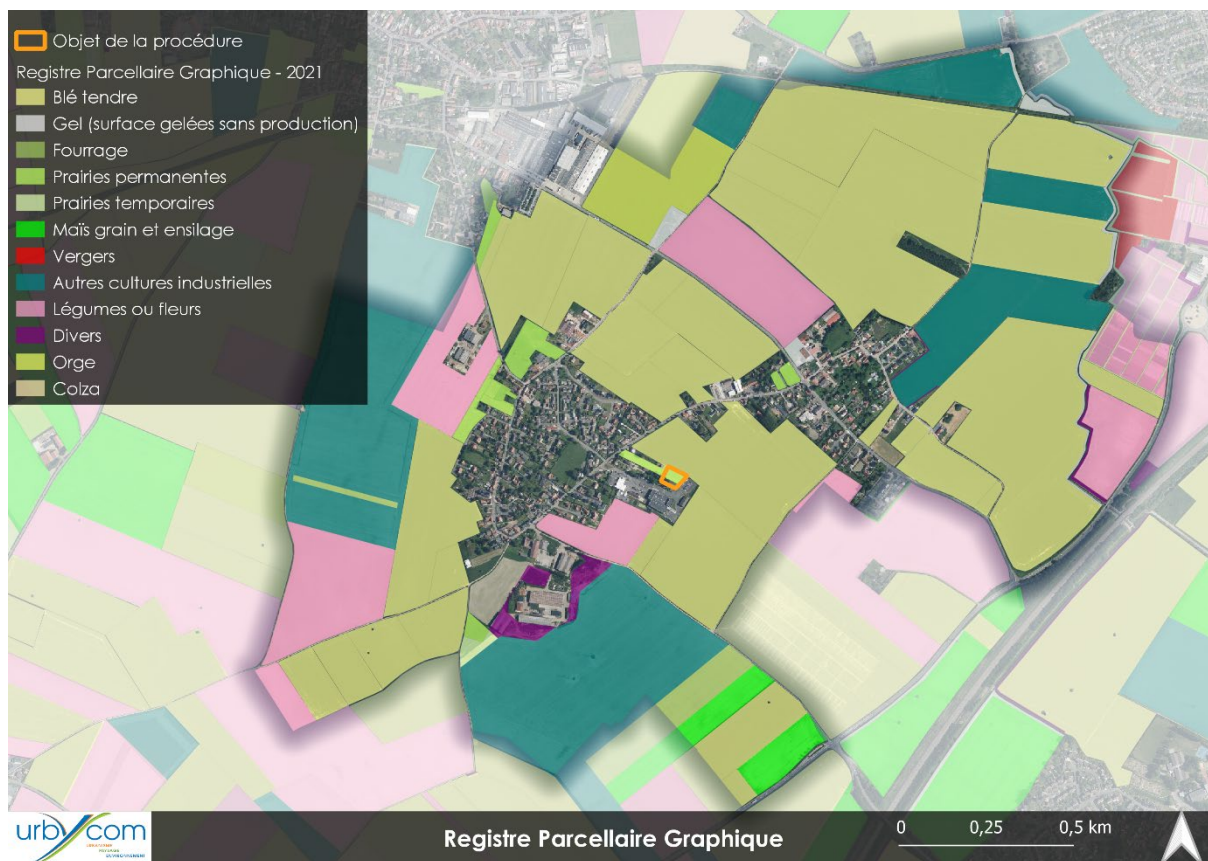 Objet de la procédure
Registre Parcellaire Graphique - 2021
Blé tendre
Gel (surface gelées sans production)
Fourrage
Prairies permanentes
Prairies temporaires
Maïs grain et ensilage
Vergers
Autres cultures industrielles
Légumes ou fleurs
Divers
Orge
Colza
urbycom
Registre Parcellaire Graphique
0 0,25 0,5 km